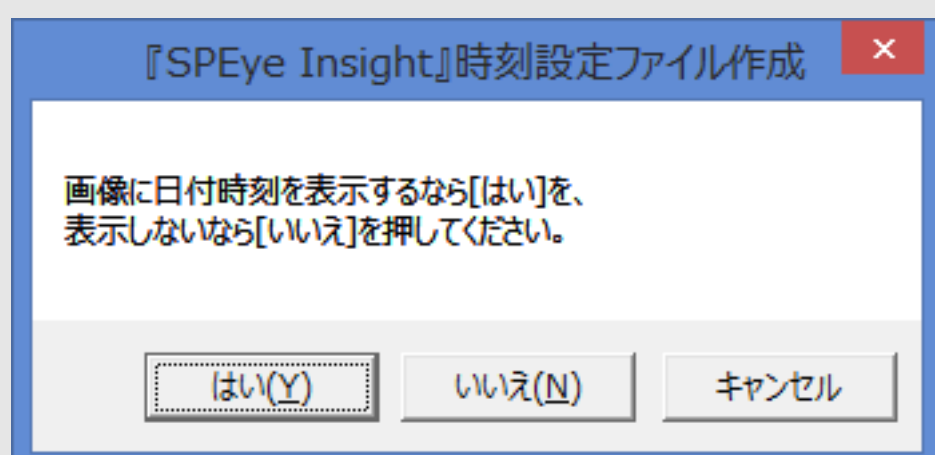 『SPEye Insight』時刻設定ファイル作成
画像に日付時刻を表示するなら[はい]を、
表示しないなら[いいえ]を押してください。
はい(Y) いいえ(N) キャンセル